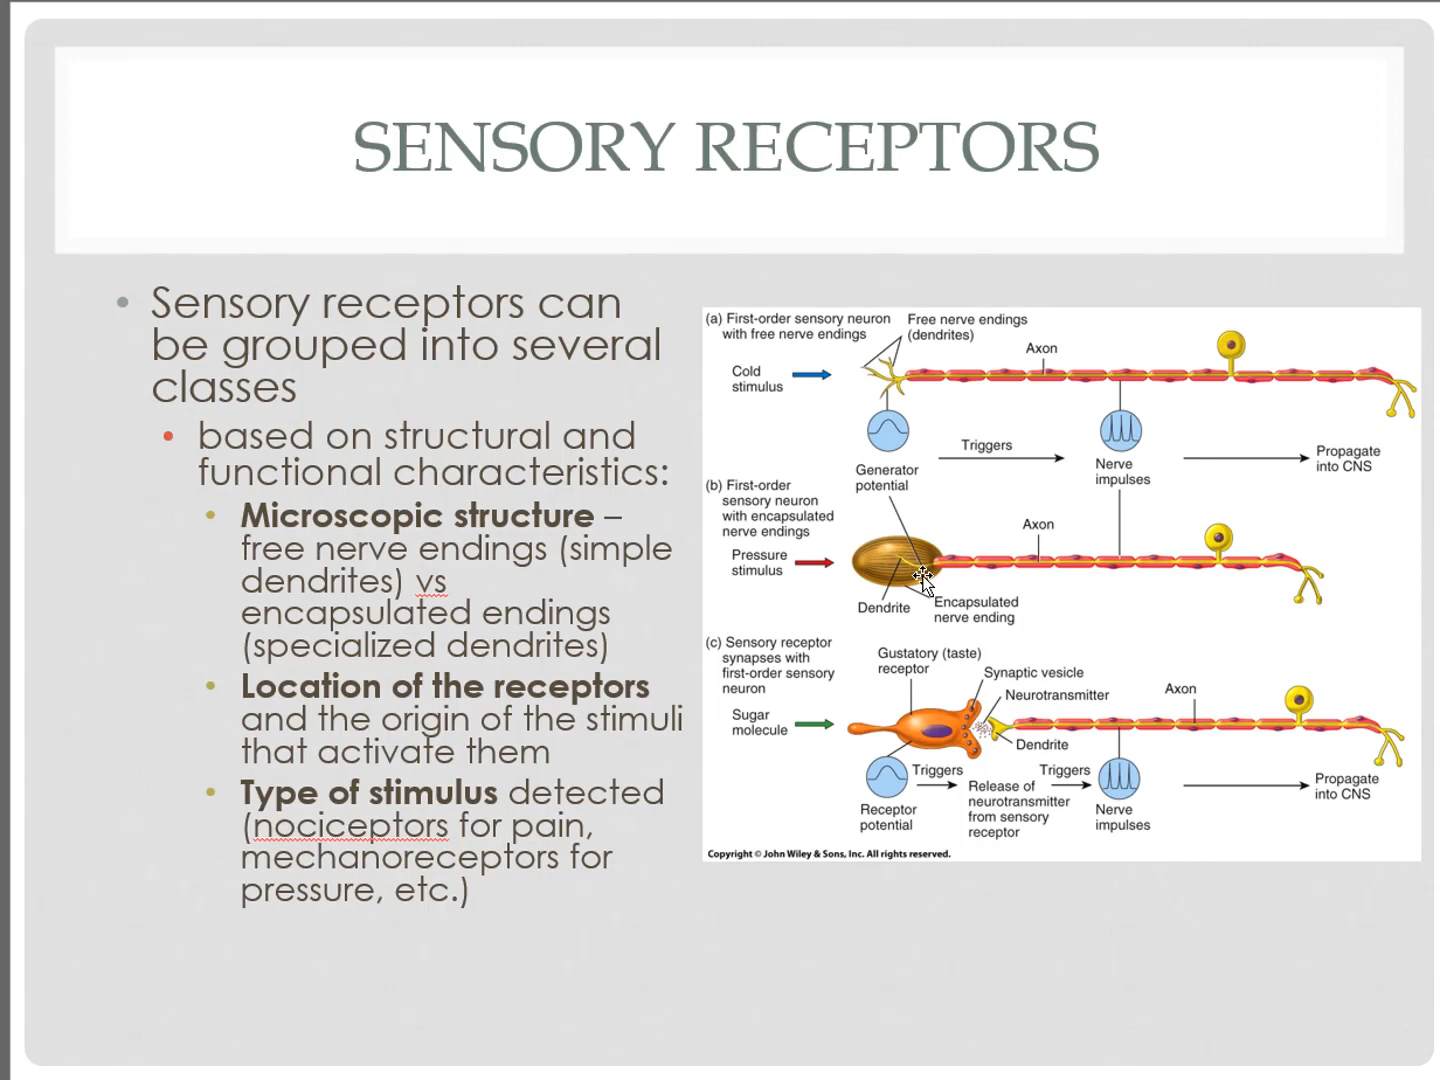 SENSORY RECEPTORS
• Sensory receptors can
be grouped into several
classes
• based on structural and
functional characteristics:
• Microscopic structure –
free nerve endings (simple
dendrites) vs
encapsulated endings
(specialized dendrites)
• Location of the receptors
and the origin of the stimuli
that activate them
• Type of stimulus detected
(nociceptors for pain,
mechanoreceptors for
pressure, etc.)
(a) First-order sensory neuron
with free nerve endings
Free nerve endings
(dendrites)
Axon
Cold
stimulus
Triggers
Generator
potential
Nerve
impulses
Propagate
into CNS
(b) First-order
sensory neuron
with encapsulated
nerve endings
Axon
Pressure
stimulus
Dendrite
Encapsulated
nerve ending
(c) Sensory receptor
synapses with
first-order sensory
neuron
Gustatory (taste)
receptor
Synaptic vesicle
Neurotransmitter
Axon
Sugar
molecule
Dendrite
Triggers
Triggers
Receptor
potential
Release of
neurotransmitter
from sensory
receptor
Nerve
impulses
Propagate
into CNS
Copyright © John Wiley & Sons, Inc. All rights reserved.